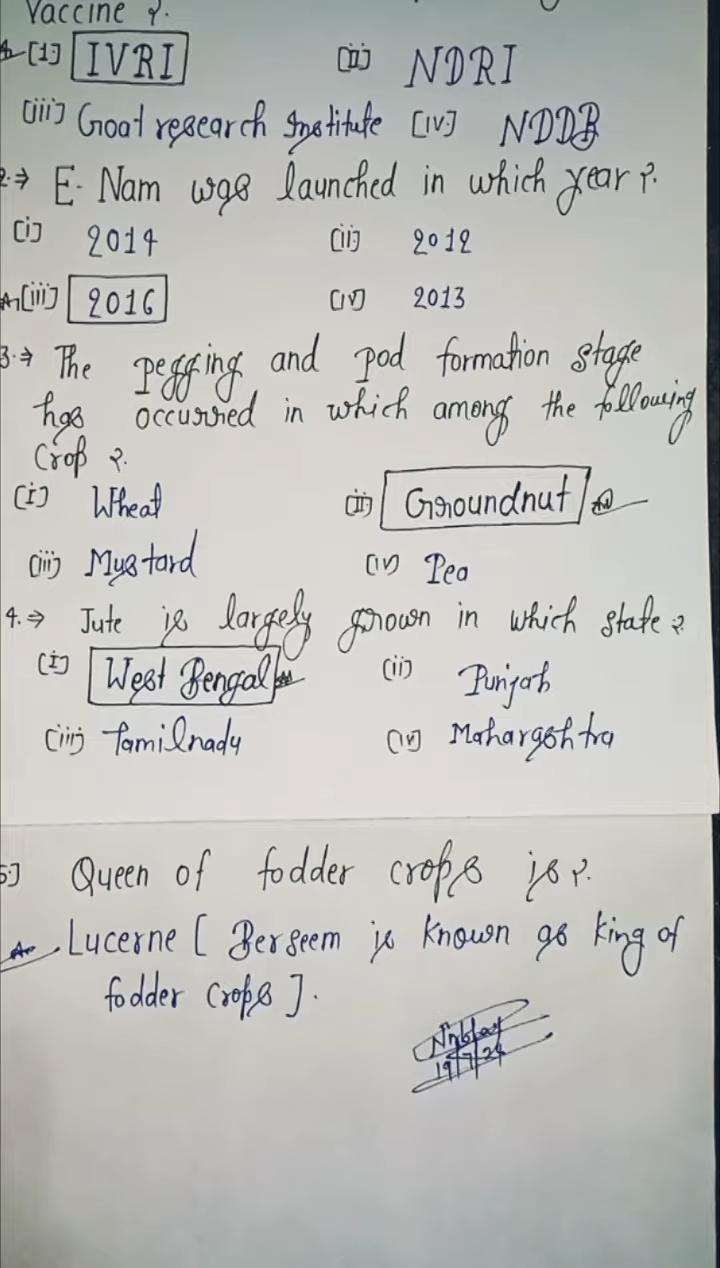 Vaccine ?.
[1] IVRI [ii] NDRI
[iii] Goat research Institute [iv] NDDB
2.⇒ E-Nam was launched in which year ?.
[i] 2014 [ii] 2012
[iii] 2016 [iv] 2013
3.⇒ The pegging and pod formation stage
has occurred in which among the following
Crop ?.
[i] Wheat [ii] Groundnut
[iii] Mustard [iv] Pea
4.⇒ Jute is largely grown in which state ?
[i] West Bengal [ii] Punjab
[iii] Tamilnadu [iv] Maharashtra
5.] Queen of fodder crops is ?.
Lucerne [ Berseem is known as king of
fodder crops ].
19/7/24